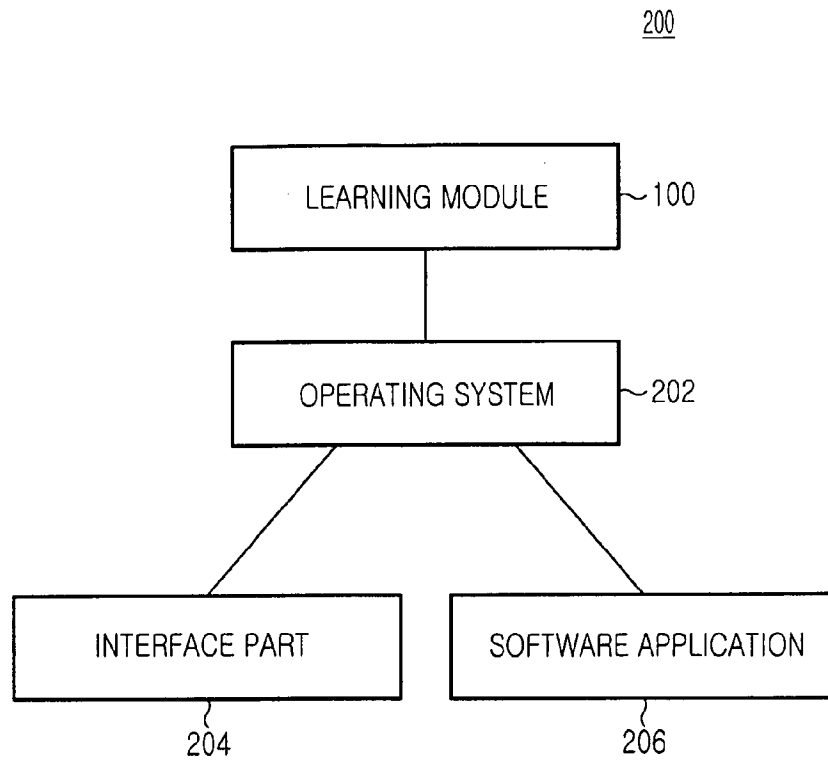 200
LEARNING MODULE
100
OPERATING SYSTEM
202
INTERFACE PART
SOFTWARE APPLICATION
204
206